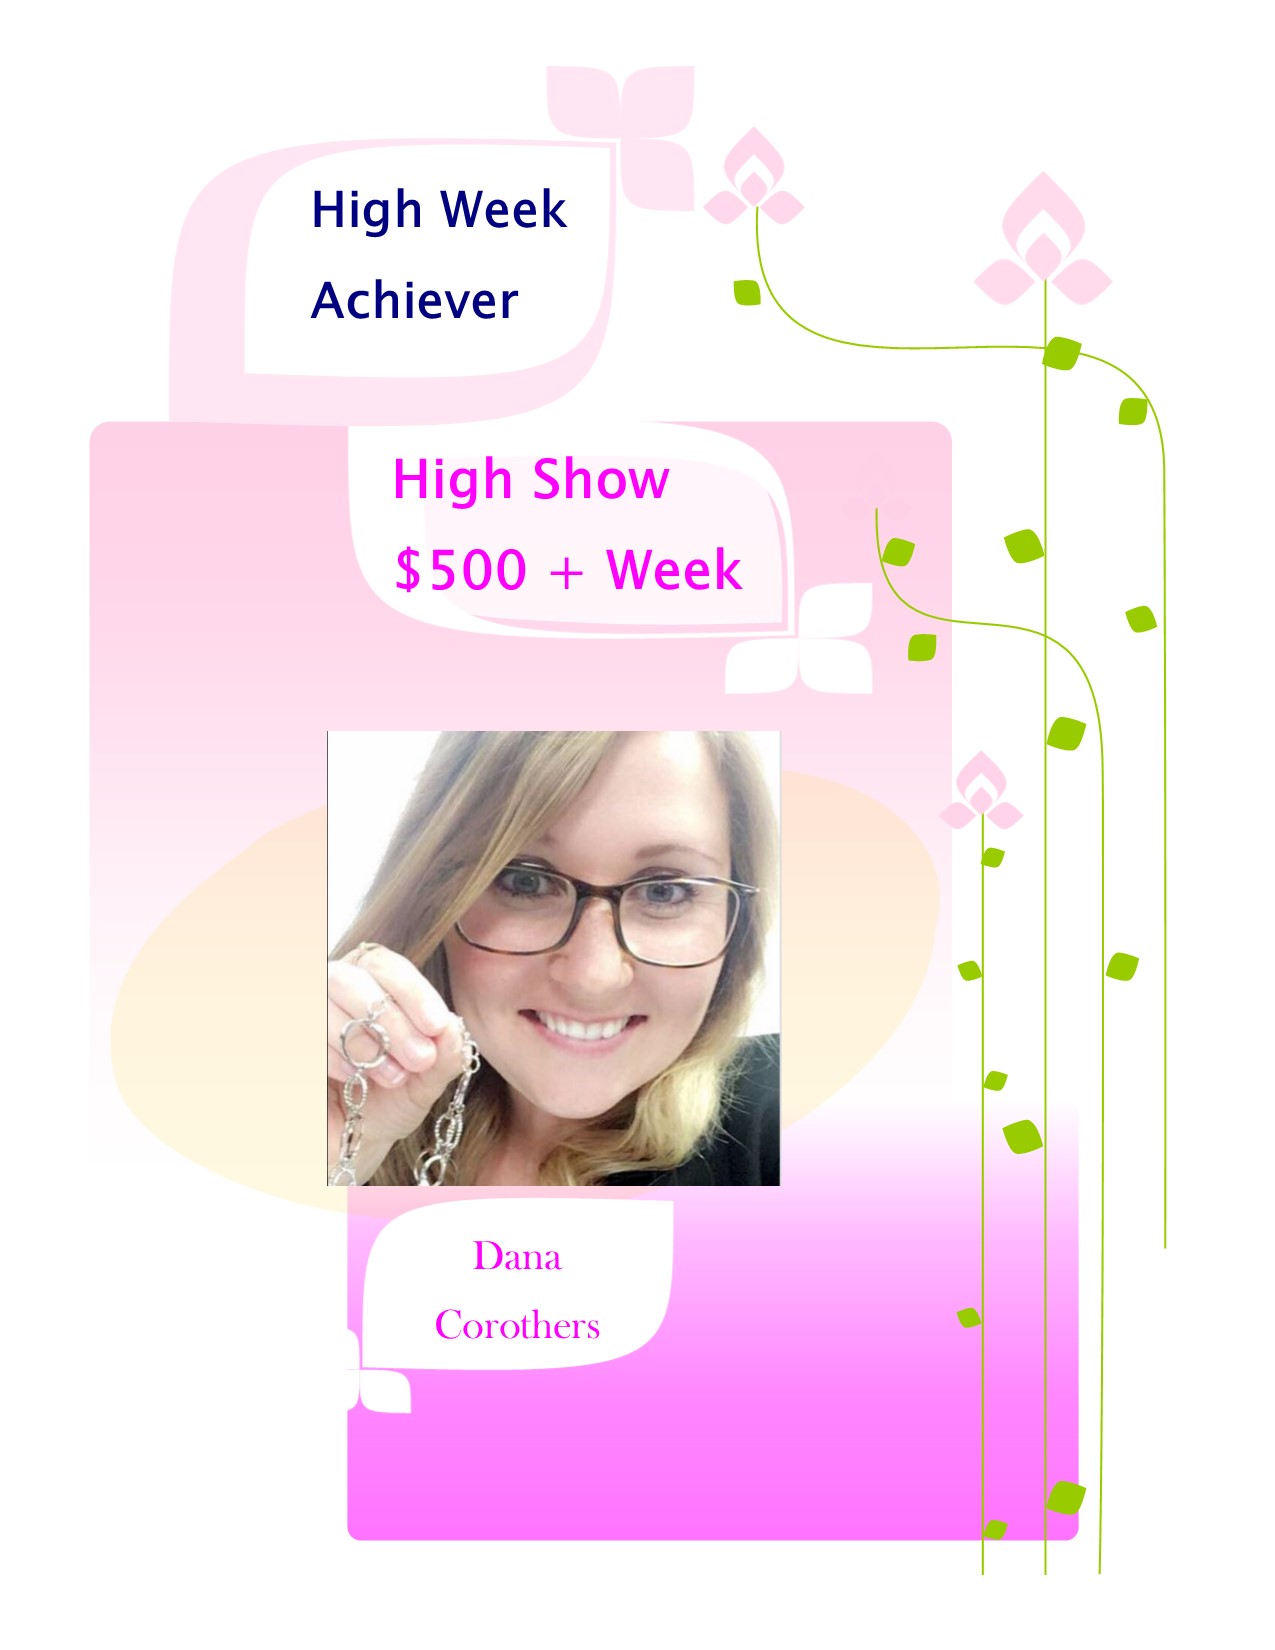 High Week
Achiever
High Show
$500 + Week
Dana
Corothers